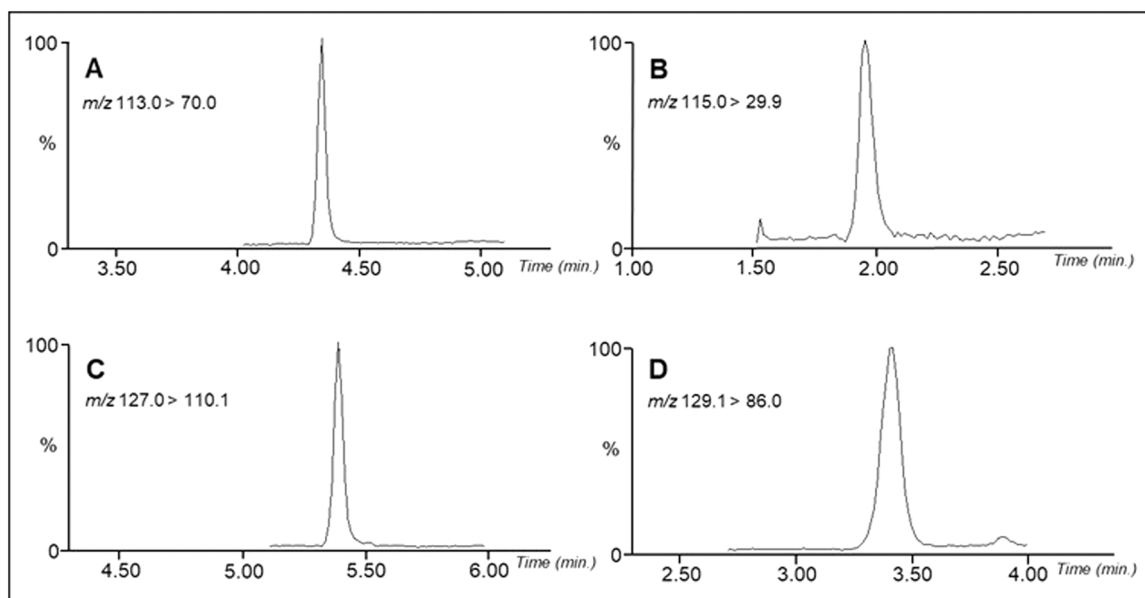 100
A
m/z 113.0 > 70.0
%
0
3.50 4.00 4.50 5.00 Time (min.)
100
B
m/z 115.0 > 29.9
%
0
1.00 1.50 2.00 2.50 Time (min.)
100
C
m/z 127.0 > 110.1
%
0
4.50 5.00 5.50 6.00 Time (min.)
100
D
m/z 129.1 > 86.0
%
0
2.50 3.00 3.50 4.00 Time (min.)